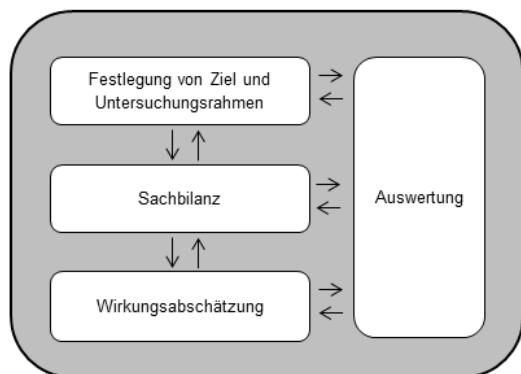 Festlegung von Ziel und
Untersuchungsrahmen
Sachbilanz
Auswertung
Wirkungsabschätzung